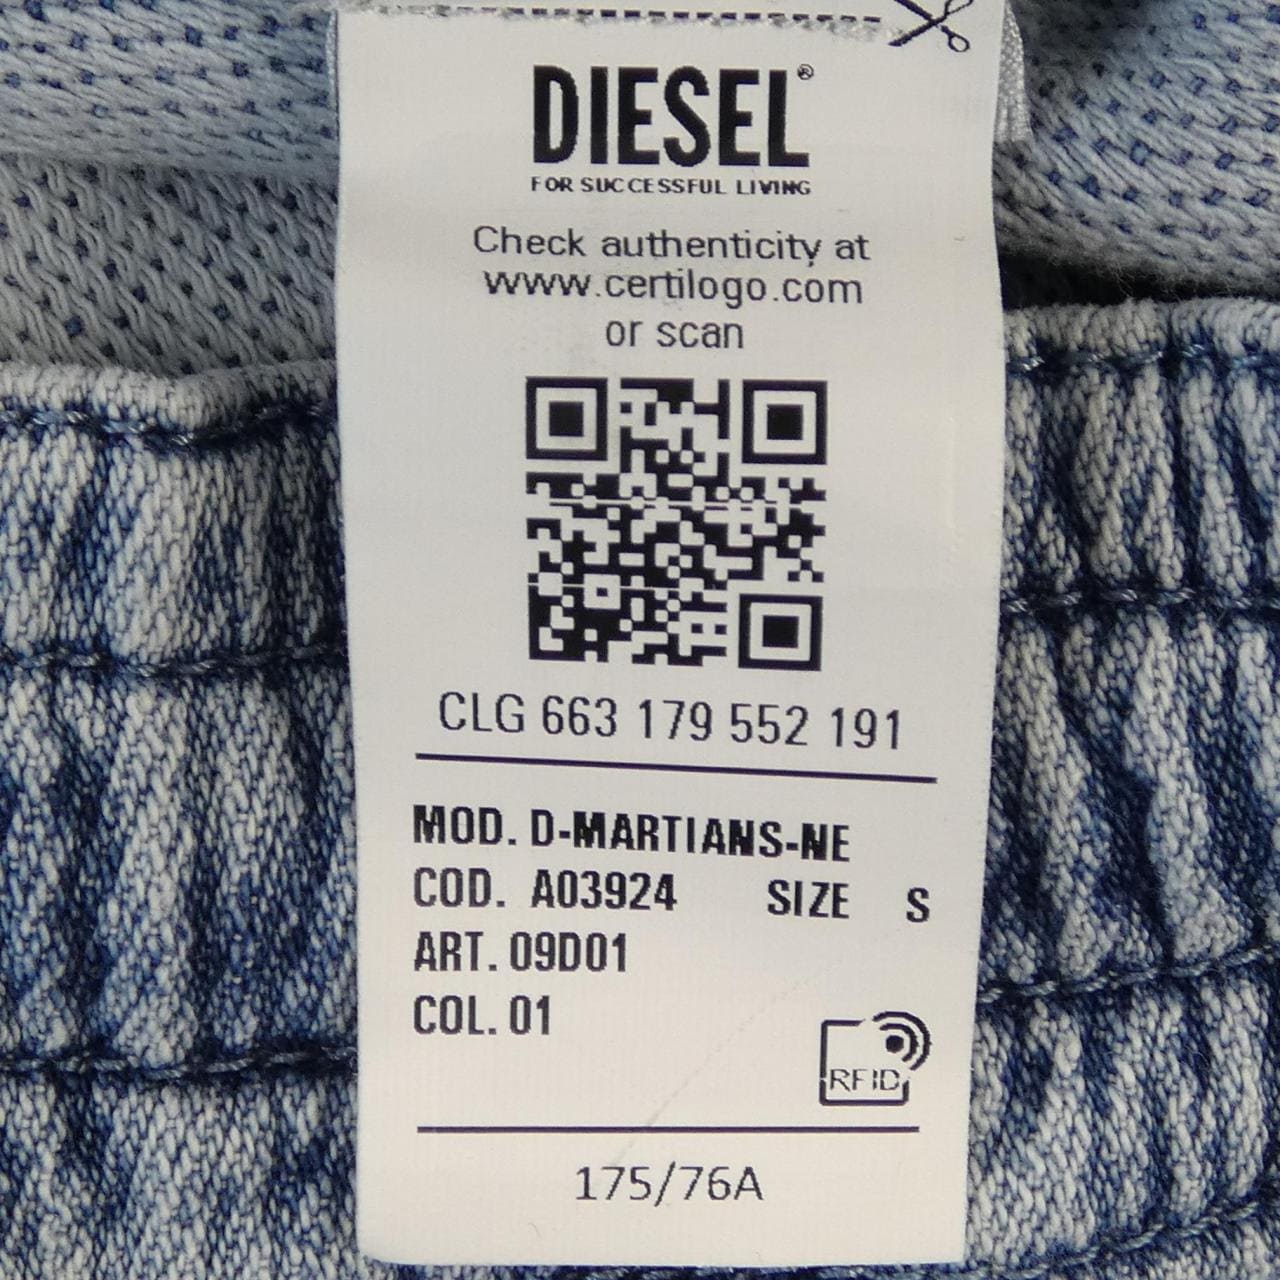 DIESEL®
FOR SUCCESSFUL LIVING
Check authenticity at
www.certilogo.com
or scan
CLG 663 179 552 191
MOD. D-MARTIANS-NE
COD. A03924 SIZE S
ART. 09D01
COL. 01
RFID
175/76A